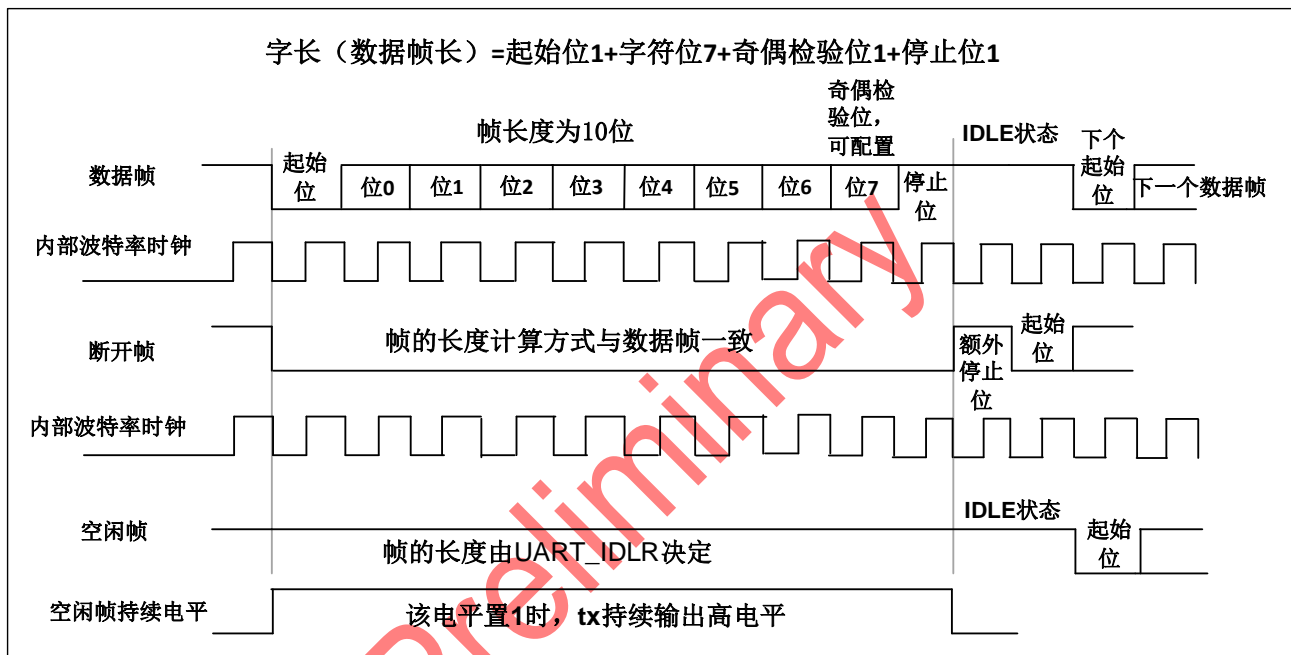 字长（数据帧长）=起始位1+字符位7+奇偶检验位1+停止位1
奇偶检
验位，
可配置
帧长度为10位
IDLE状态
数据帧
起始
位
位0
位1
位2
位3
位4
位5
位6
位7
停止
位
下个
起始
位
下一个数据帧
内部波特率时钟
断开帧
帧的长度计算方式与数据帧一致
额外
停止
位
起始
位
内部波特率时钟
IDLE状态
空闲帧
帧的长度由UART_IDLR决定
起始
位
空闲帧持续电平
该电平置1时，tx持续输出高电平
Preliminary